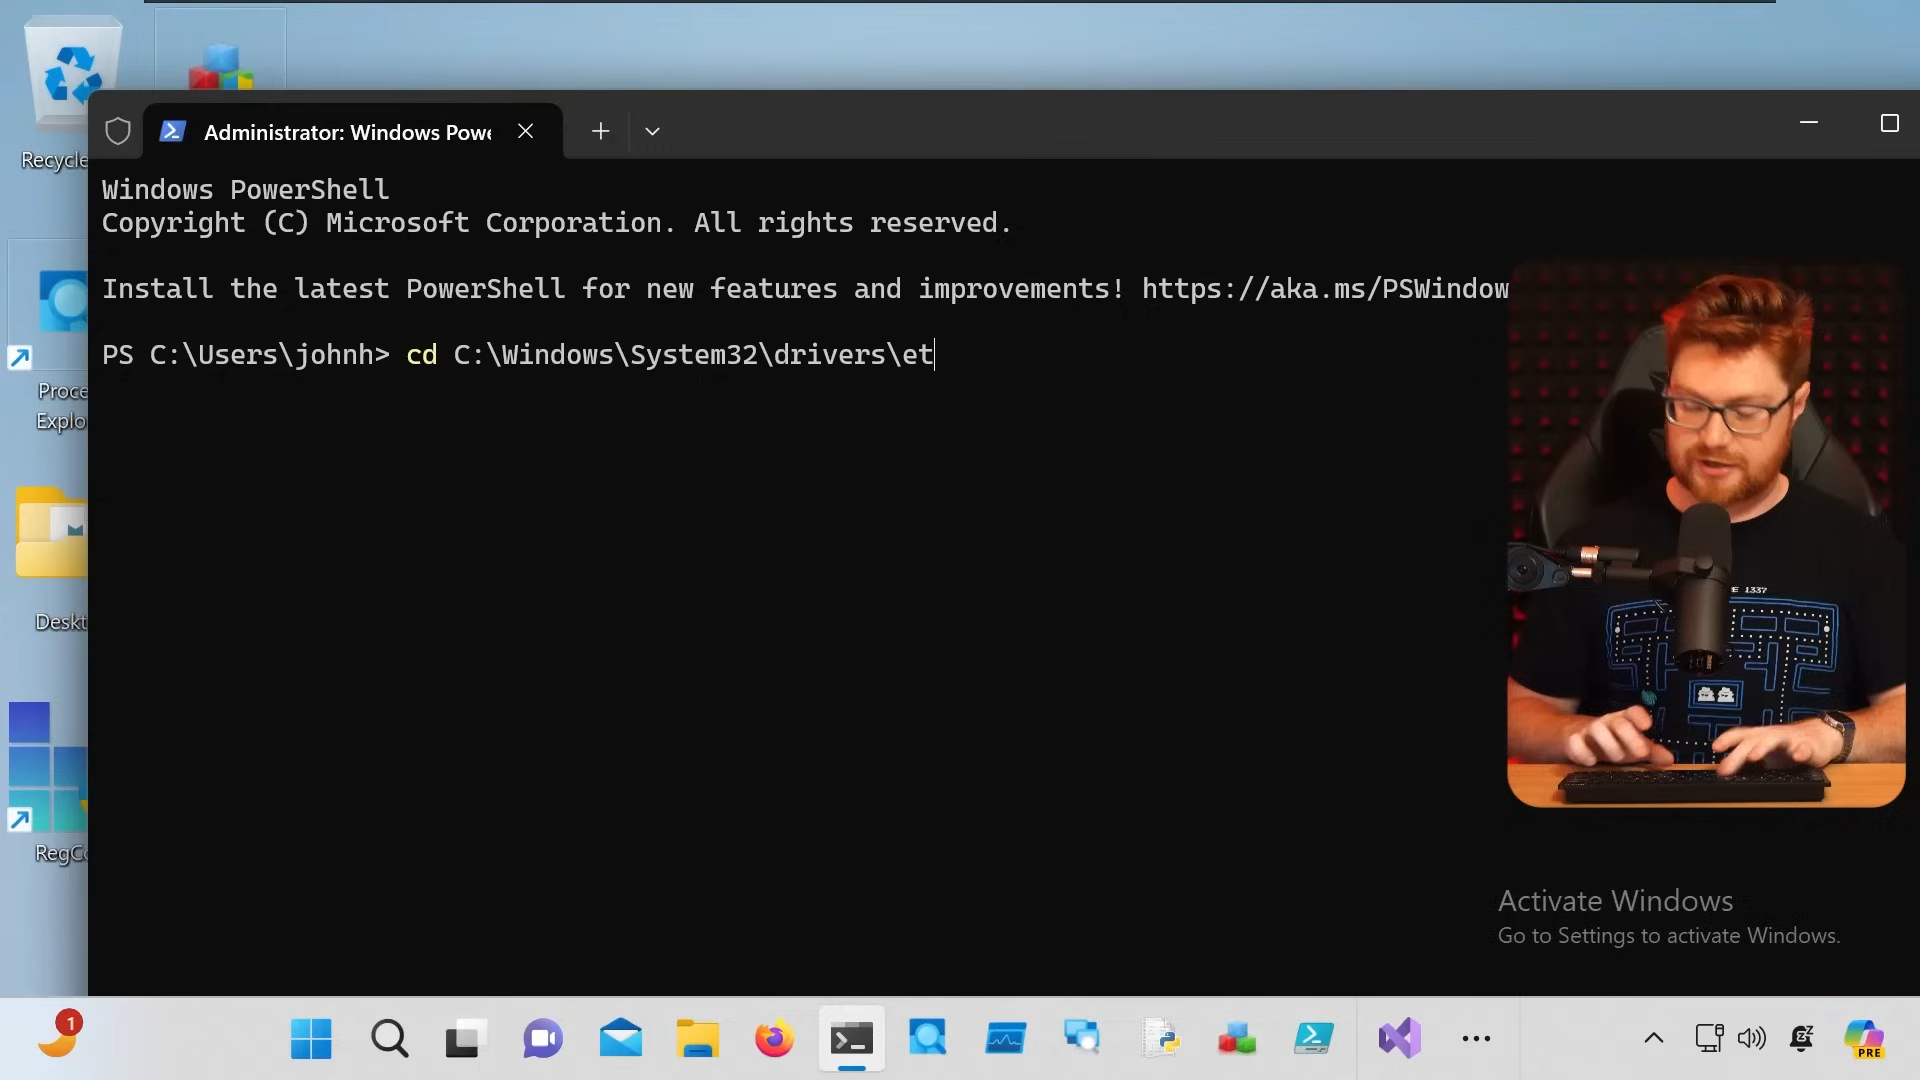 Recycle
Administrator: Windows Powe
Windows PowerShell
Copyright (C) Microsoft Corporation. All rights reserved.
Install the latest PowerShell for new features and improvements! https://aka.ms/PSWindow
PS C:\Users\johnh> cd C:\Windows\System32\drivers\et
Proce
Explo
Deskt
RegCo
1337
Activate Windows
Go to Settings to activate Windows.
1
PRE